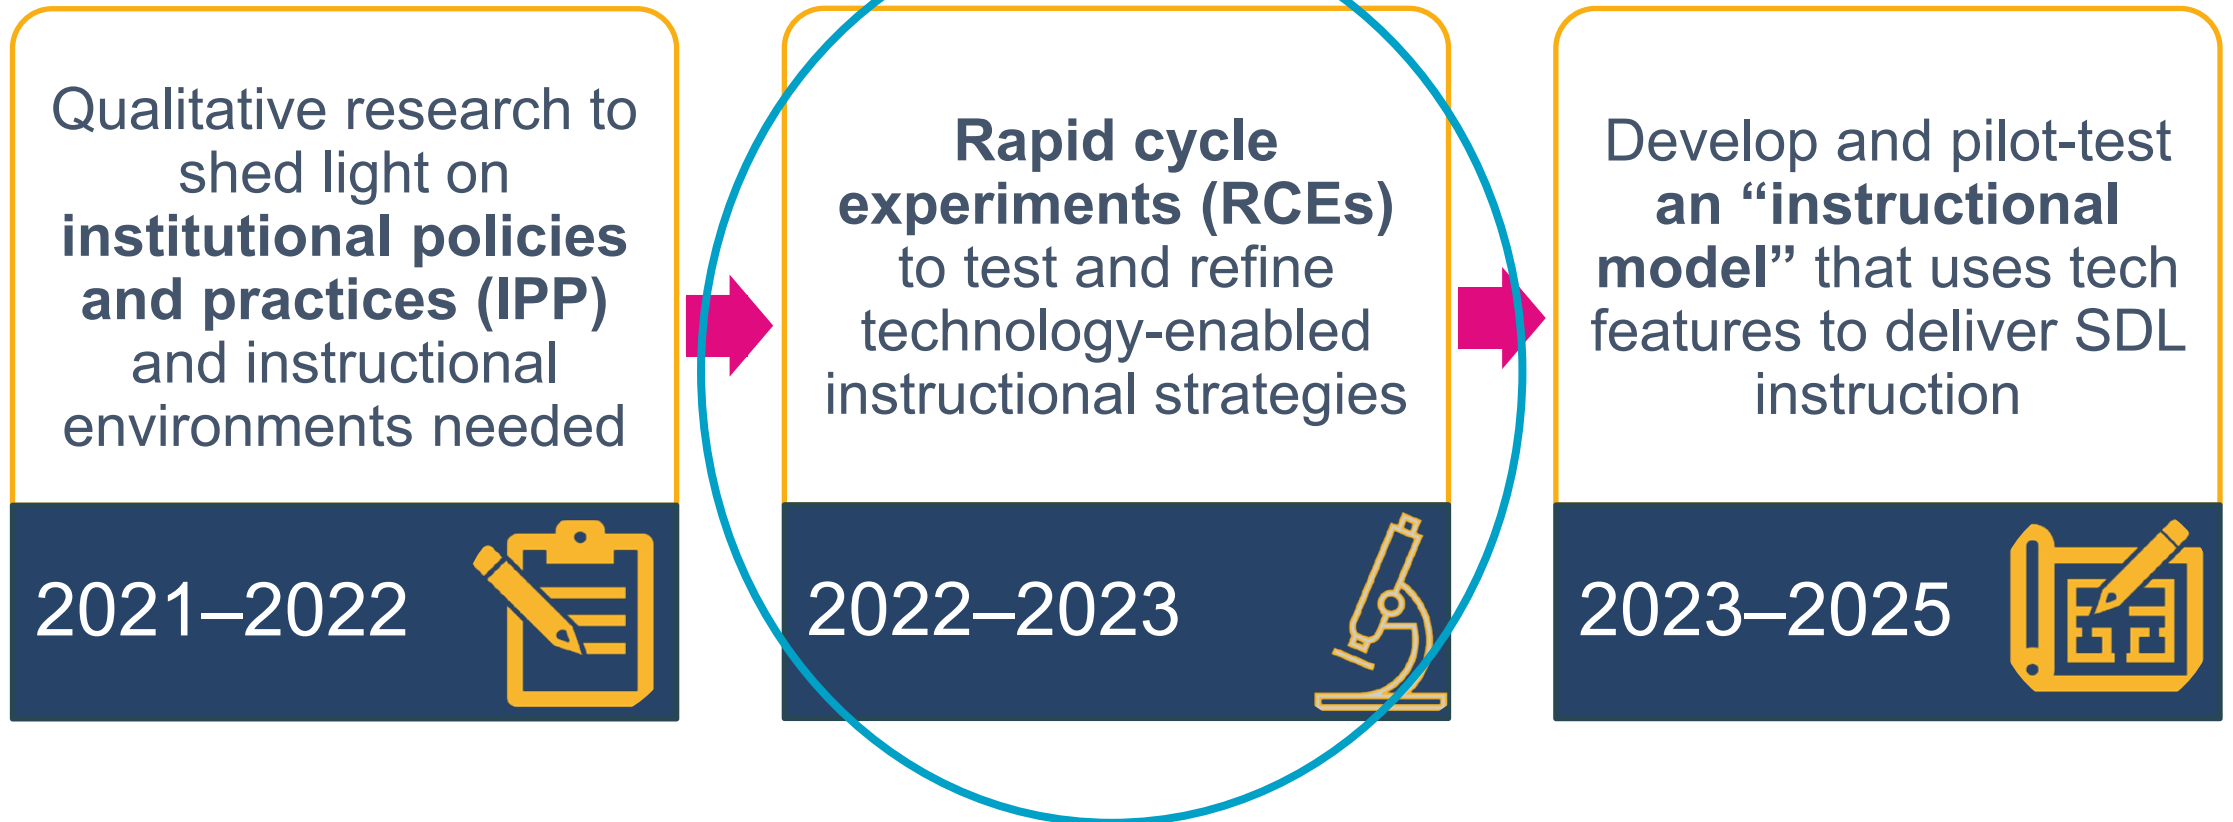 Qualitative research to
shed light on
institutional policies
and practices (IPP)
and instructional
environments needed
2021–2022
Rapid cycle
experiments (RCEs)
to test and refine
technology-enabled
instructional strategies
2022–2023
Develop and pilot-test
an “instructional
model” that uses tech
features to deliver SDL
instruction
2023–2025